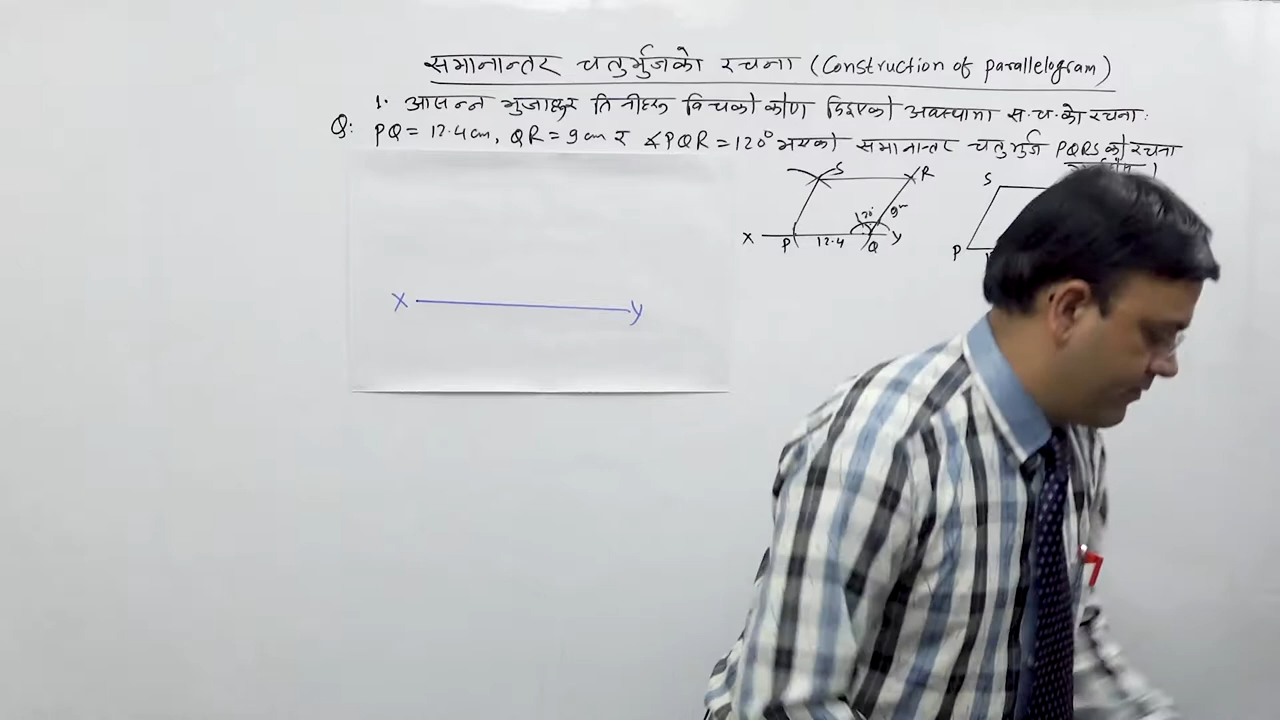 समानान्तर चतुर्भुजको रचना (Construction of parallelogram)
1. आसन्न भुजाहरु र तिनीहरु विचको कोण दिइएको अवस्थामा स.च.को रचना:
Q: PQ = 12.4 cm, QR = 9 cm र ∡PQR = 120° भएको समानान्तर चतुर्भुज PQRS को रचना
S R
120° 9
X P 12.4 Q Y
S
P
X Y